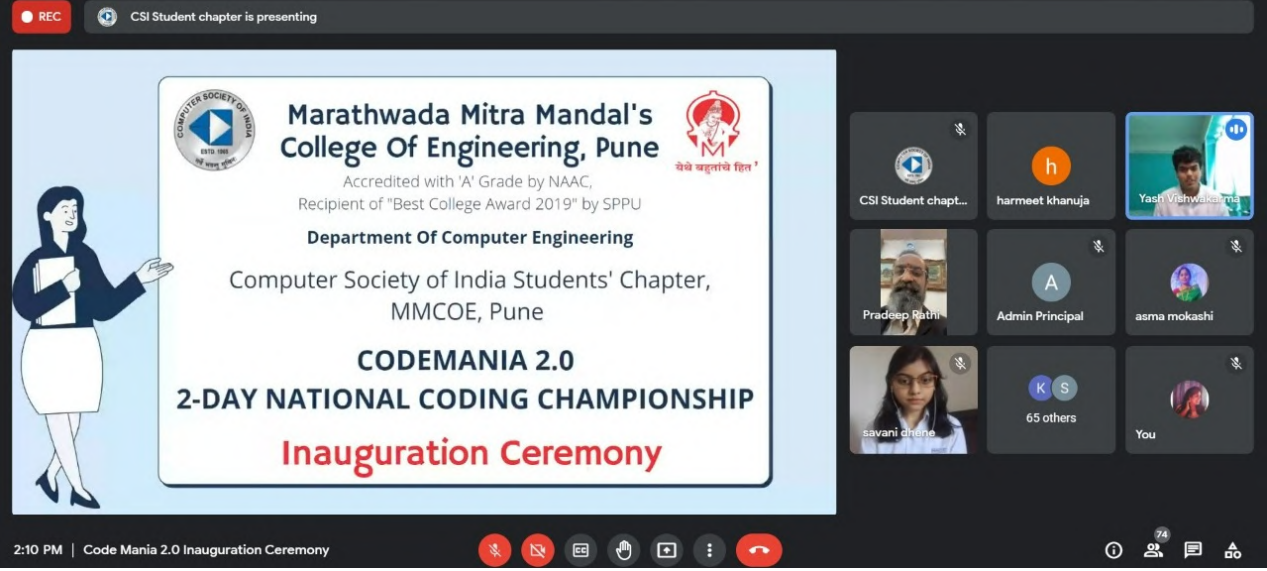 REC
CSI Student chapter is presenting
COMPUTER SOCIETY OF INDIA
ESTD. 1965
Marathwada Mitra Mandal's
College Of Engineering, Pune
येथे बहुतांचे हित
Accredited with 'A' Grade by NAAC,
Recipient of "Best College Award 2019" by SPPU
Department Of Computer Engineering
Computer Society of India Students' Chapter,
MMCOE, Pune
CODEMANIA 2.0
2-DAY NATIONAL CODING CHAMPIONSHIP
Inauguration Ceremony
CSI Student chapt...
h
harmeet khanuja
Yash Vishwakarma
Pradeep Rathi
A
Admin Principal
asma mokashi
savani dhene
K S
65 others
You
2:10 PM | Code Mania 2.0 Inauguration Ceremony
CC
74